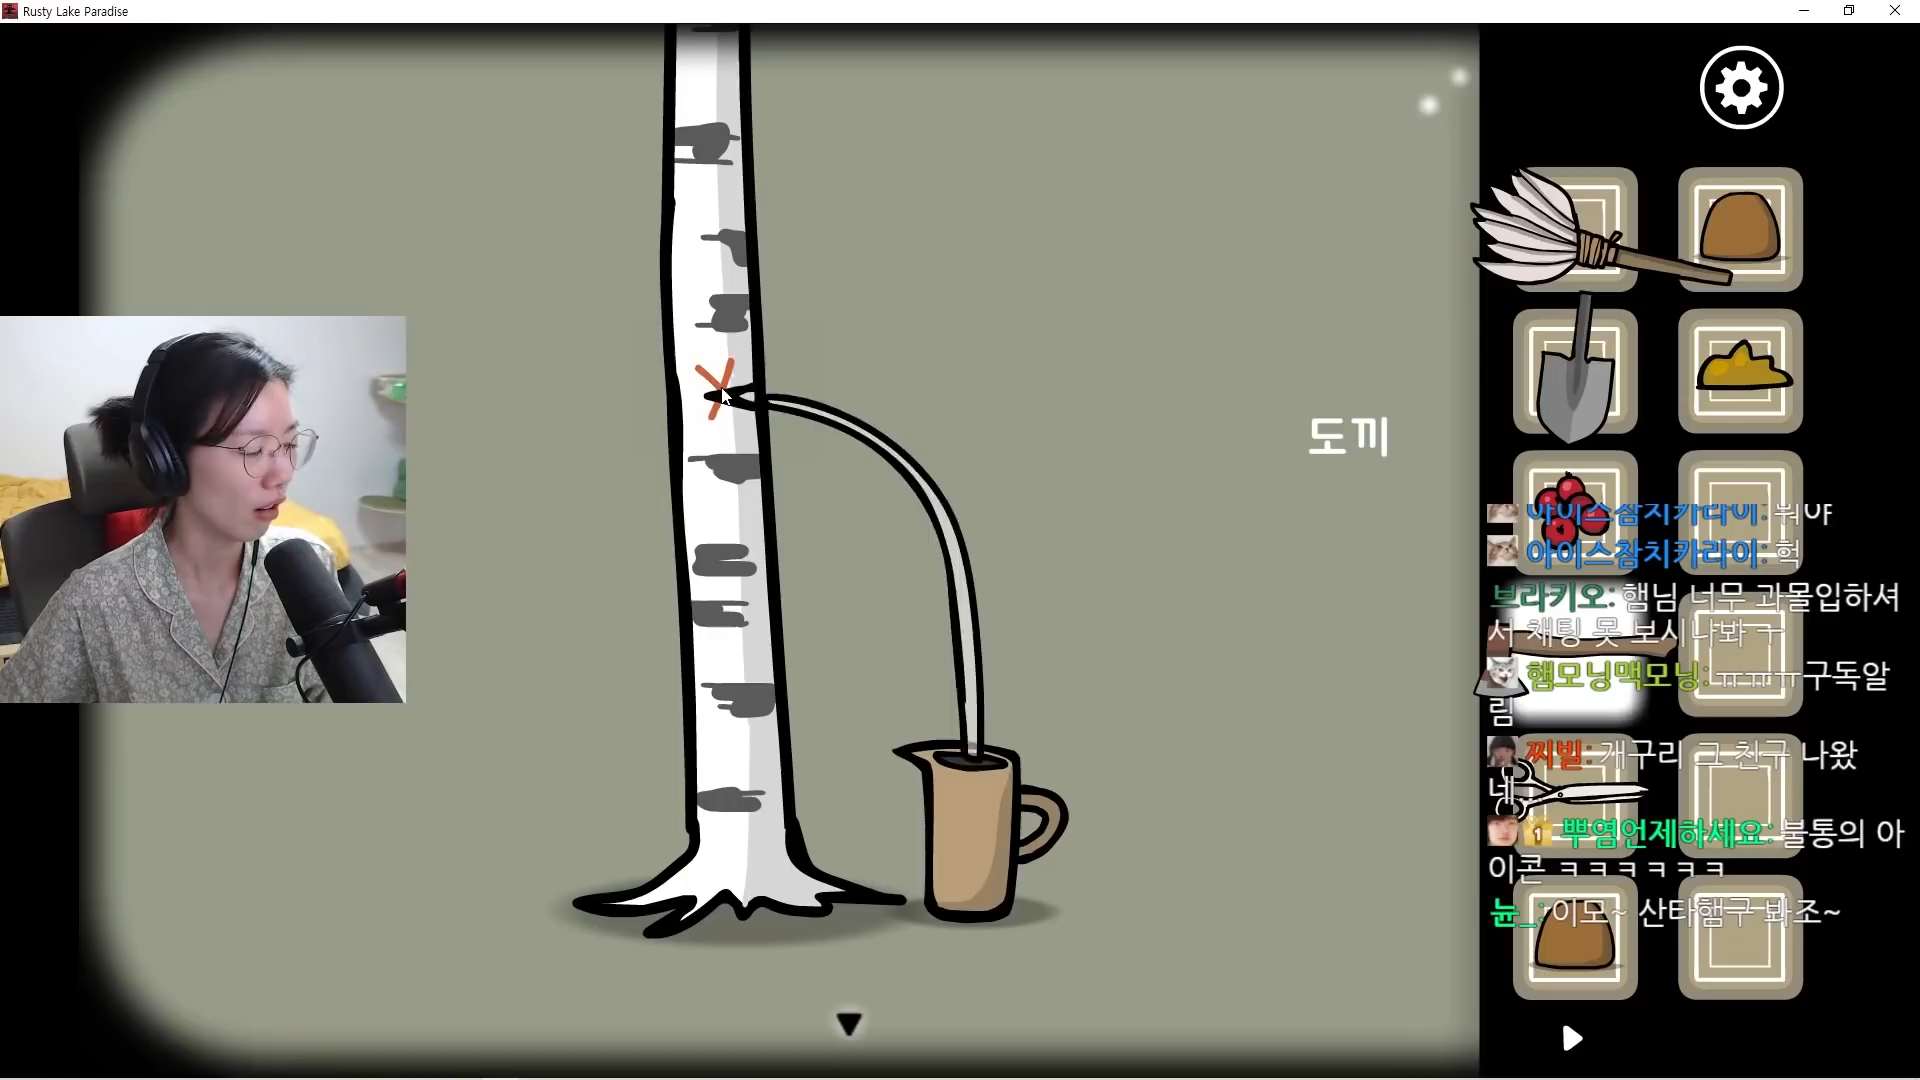 Rusty Lake Paradise
도끼
아이스참치카라이: 뭐야
아이스참치카라이: 헉
브라키오: 햄님 너무 과몰입하셔
서 채팅 못 보시나봐 ㅜ
햄모닝맥모닝: ㅠㅠㅠ구독알
림
찌빌: 개구리 그 친구 나왔
네
1 뿌염언제하세요: 불통의 아
이콘 ㅋㅋㅋㅋㅋㅋ
뉸_: 이모~ 산타햄구 봐조~